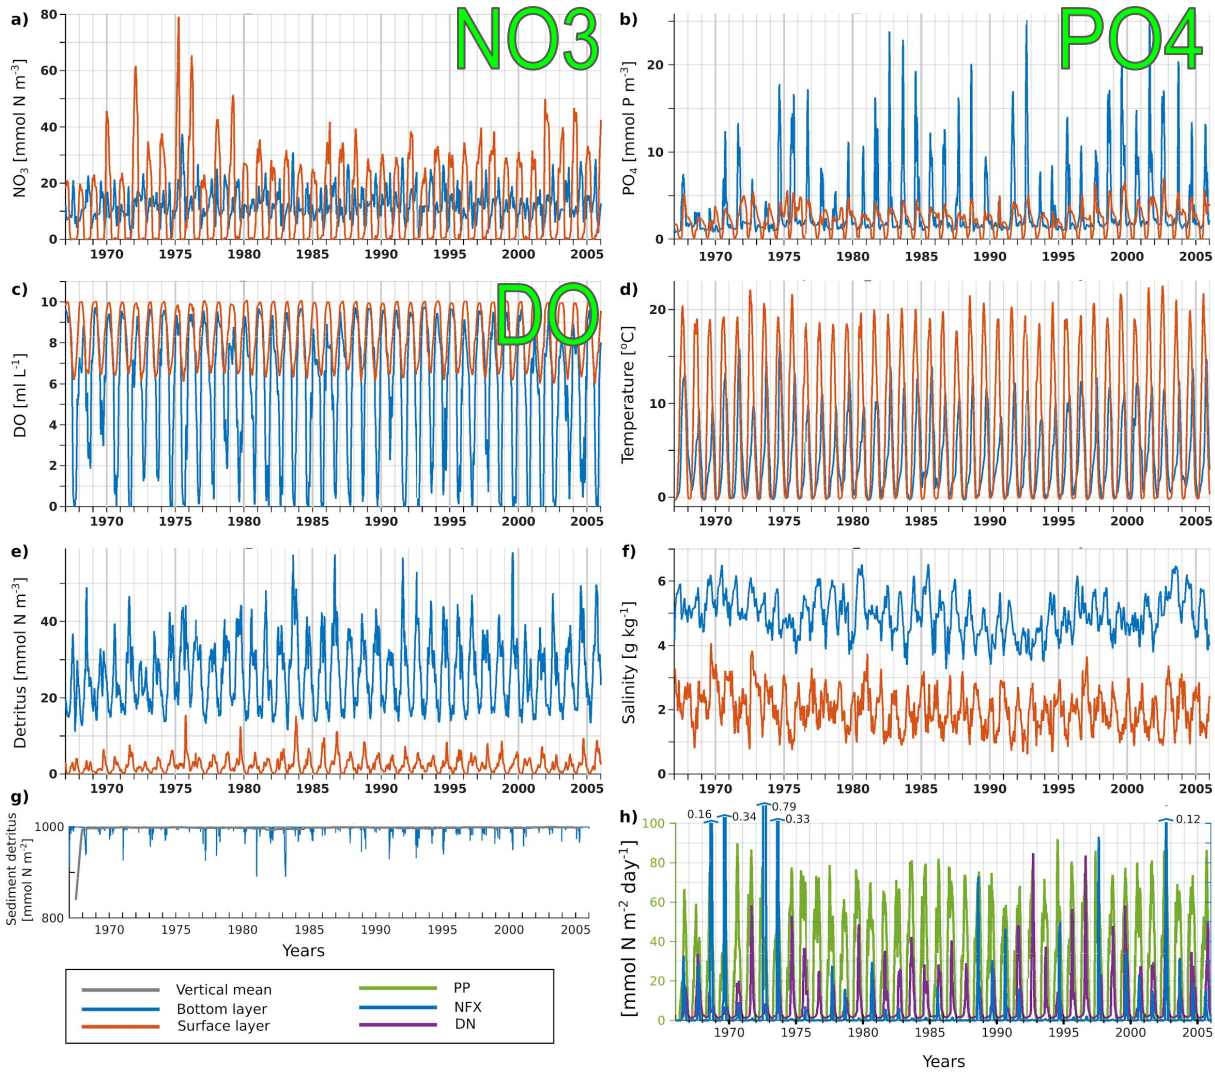 a)
NO3
NO₃ [mmol N m⁻³]
80
60
40
20
0
1970 1975 1980 1985 1990 1995 2000 2005
b)
PO4
PO₄ [mmol P m⁻³]
20
10
0
1970 1975 1980 1985 1990 1995 2000 2005
c)
DO
DO [ml L⁻¹]
10
8
6
4
2
0
1970 1975 1980 1985 1990 1995 2000 2005
d)
Temperature [°C]
20
10
0
1970 1975 1980 1985 1990 1995 2000 2005
e)
Detritus [mmol N m⁻³]
40
20
0
1970 1975 1980 1985 1990 1995 2000 2005
f)
Salinity [g kg⁻¹]
6
4
2
0
1970 1975 1980 1985 1990 1995 2000 2005
g)
Sediment detritus
[mmol N m⁻²]
1000
800
1970 1975 1980 1985 1990 1995 2000 2005
Years
Vertical mean
Bottom layer
Surface layer
PP
NFX
DN
h)
[mmol N m⁻² day⁻¹]
0.16
0.34
0.79
0.33
0.12
100
80
60
40
20
0
1970 1975 1980 1985 1990 1995 2000 2005
Years